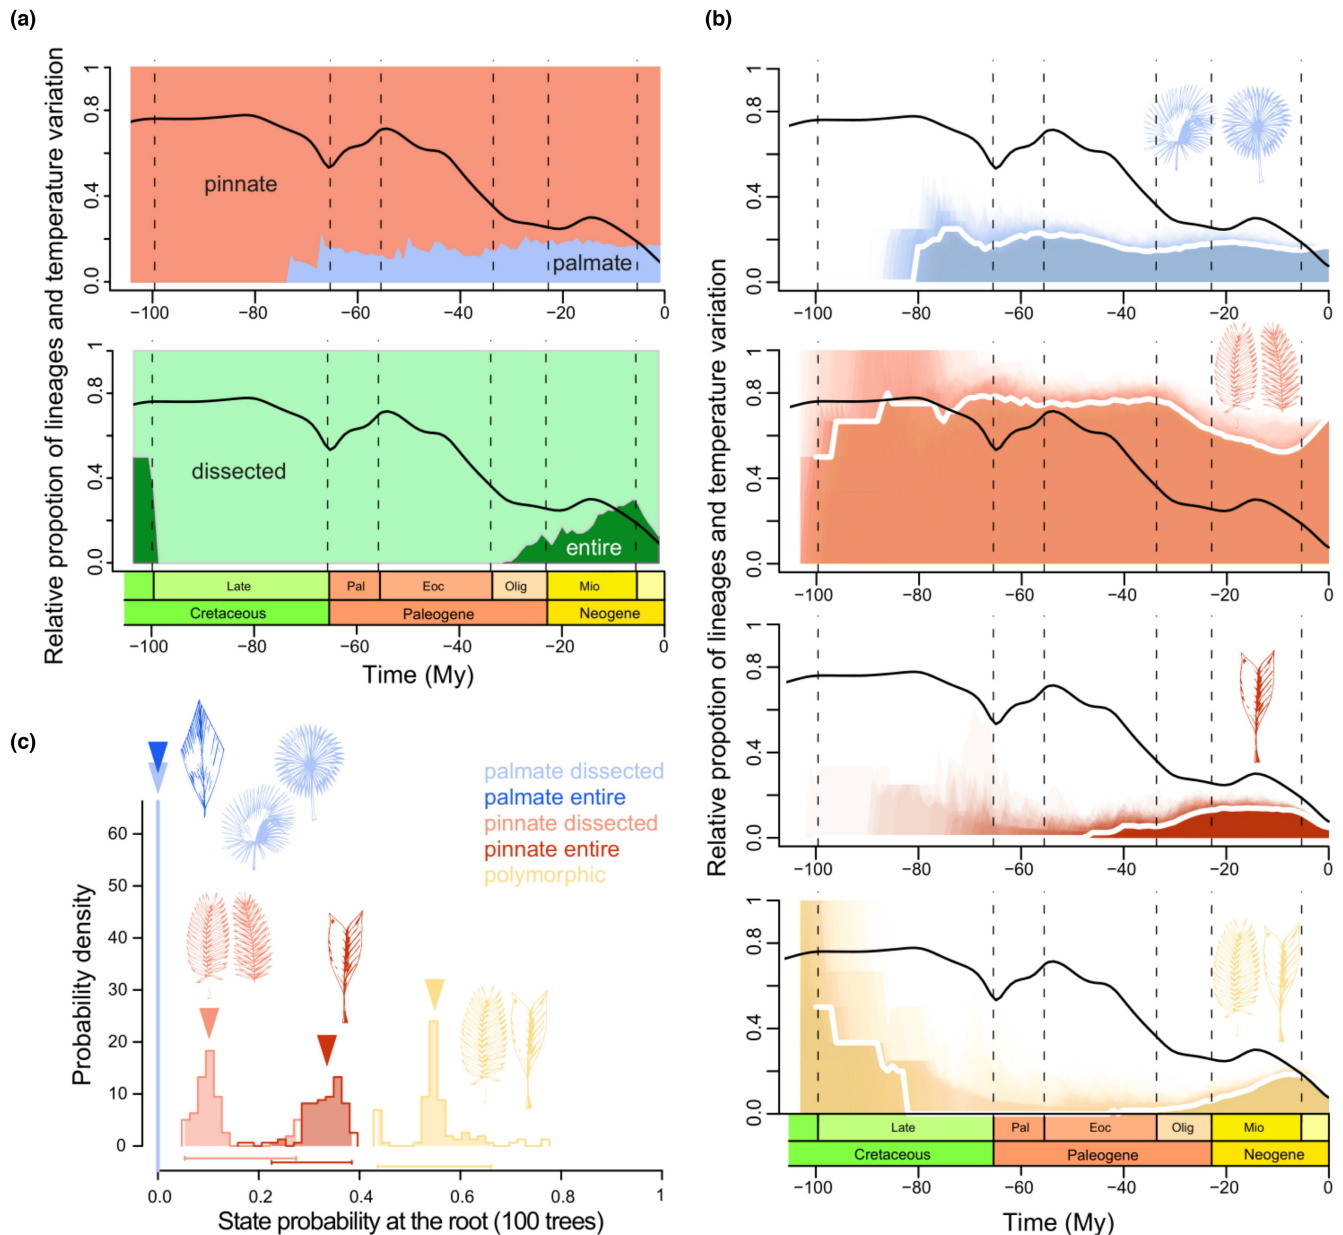 (a)
Relative propotion of lineages and temperature variation
1
0.8
0.4
0.0
pinnate
palmate
−100
−80
−60
−40
−20
0
1
0.8
0.4
0.0
dissected
entire
Late
Pal
Eoc
Olig
Mio
Cretaceous
Paleogene
Neogene
−100
−80
−60
−40
−20
0
Time (My)
(b)
Relative propotion of lineages and temperature variation
1
0.8
0.4
0.0
−100
−80
−60
−40
−20
0
1
0.8
0.4
0.0
−100
−80
−60
−40
−20
0
1
0.8
0.4
0.0
−100
−80
−60
−40
−20
0
1
0.8
0.4
0.0
Late
Pal
Eoc
Olig
Mio
Cretaceous
Paleogene
Neogene
−100
−80
−60
−40
−20
0
Time (My)
(c)
palmate dissected
palmate entire
pinnate dissected
pinnate entire
polymorphic
Probability density
60
50
40
30
20
10
0
0.0
0.2
0.4
0.6
0.8
1
State probability at the root (100 trees)